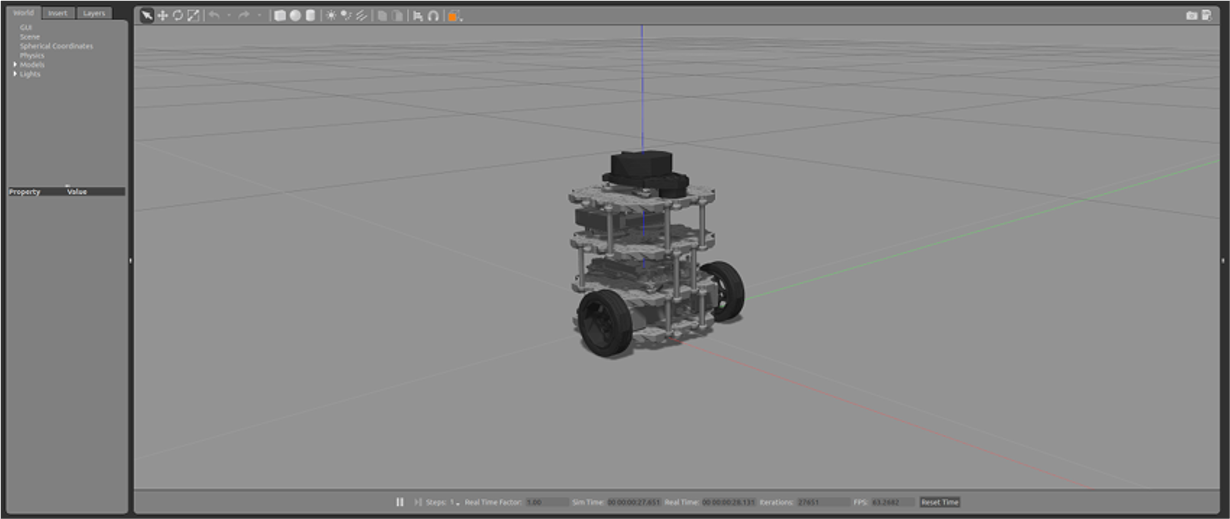 World Insert Layers
GUI
Scene
Spherical Coordinates
Physics
Models
Lights
Property Value
Steps: 1 Real Time Factor: 1.00 Sim Time: 00 00:00:27.651 Real Time: 00 00:00:28.131 Iterations: 27651 FPS: 63.2682 Reset Time